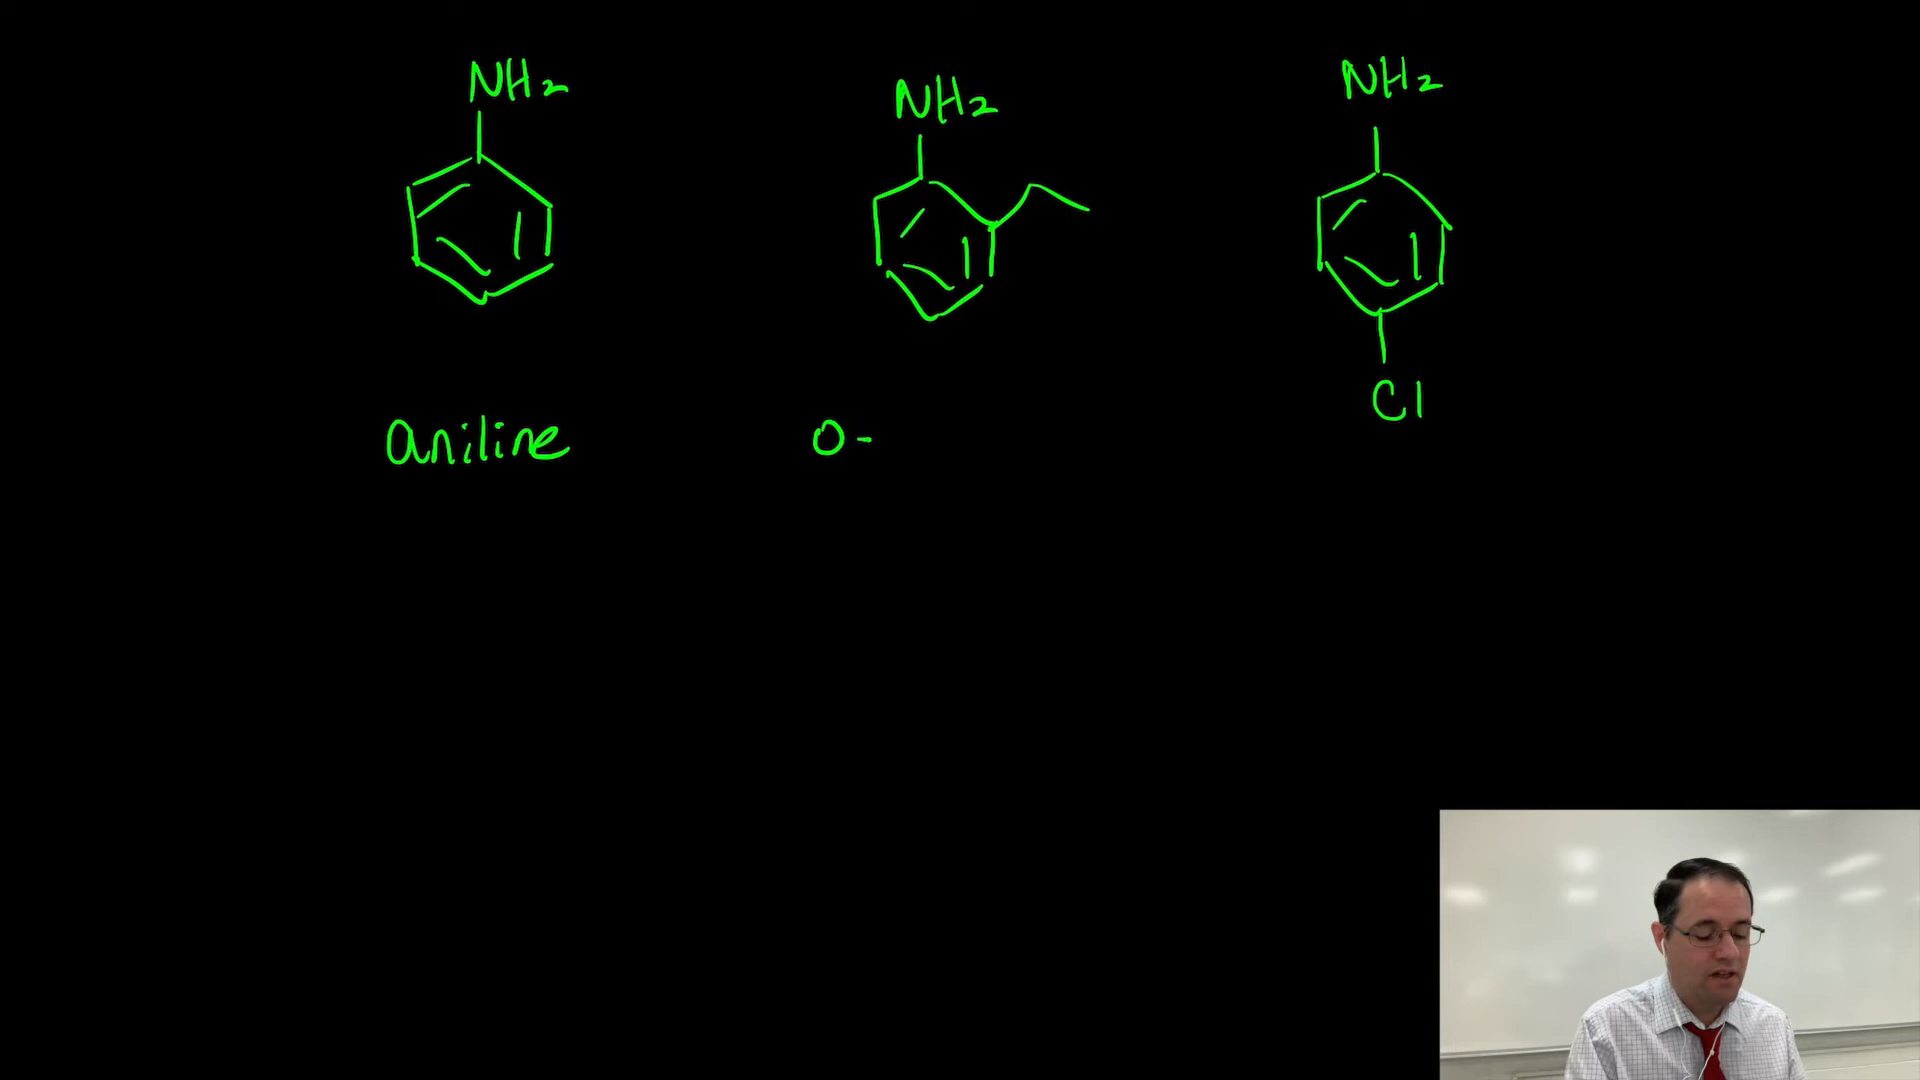 NH₂
NH₂
NH₂
Cl
aniline
o-